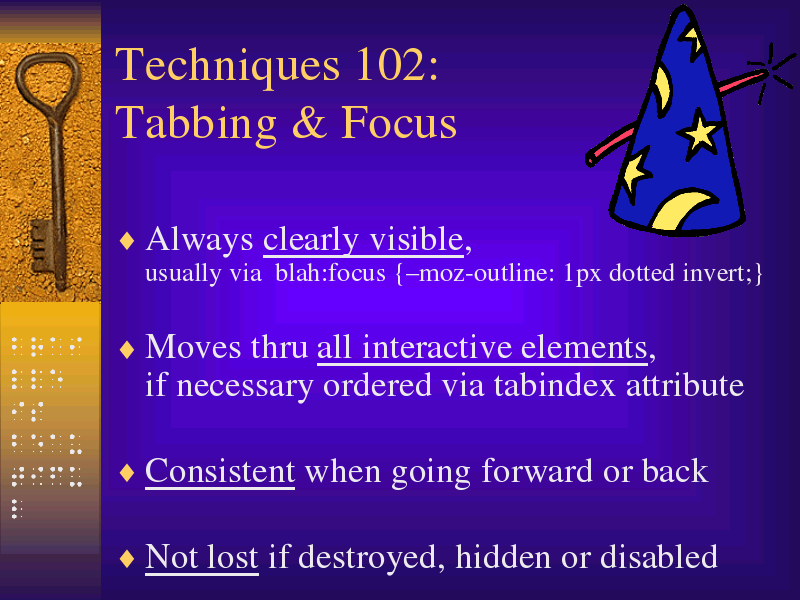 Techniques 102:
Tabbing & Focus
Always clearly visible,
usually via blah:focus {–moz-outline: 1px dotted invert;}
Moves thru all interactive elements,
if necessary ordered via tabindex attribute
Consistent when going forward or back
Not lost if destroyed, hidden or disabled